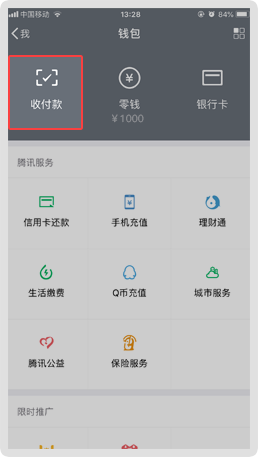 中国移动 13:28 84%
我 钱包
收付款 零钱 银行卡
¥1000
腾讯服务
信用卡还款 手机充值 理财通
生活缴费 Q币充值 城市服务
腾讯公益 保险服务
限时推广